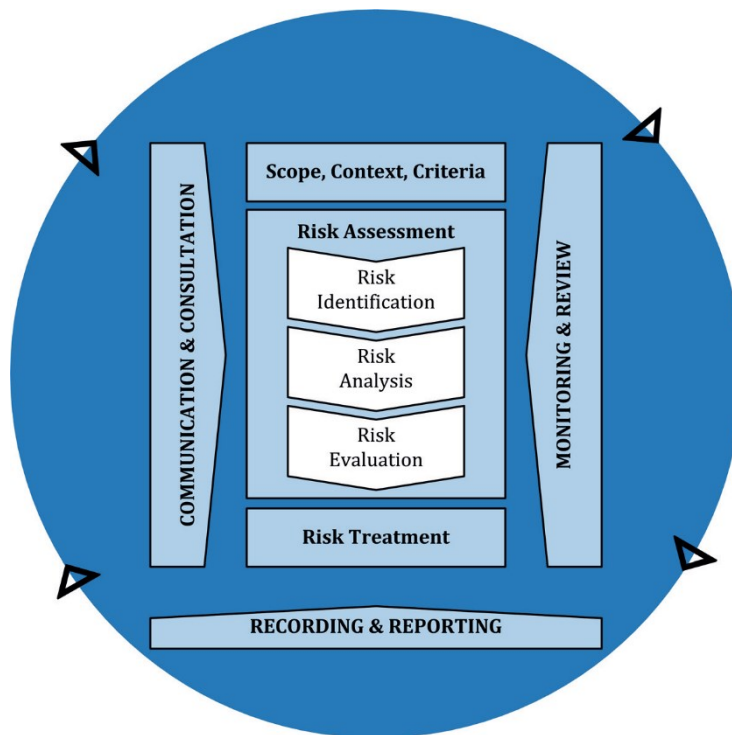 Scope, Context, Criteria
Risk Assessment
Risk
Identification
Risk
Analysis
Risk
Evaluation
Risk Treatment
COMMUNICATION & CONSULTATION
MONITORING & REVIEW
RECORDING & REPORTING